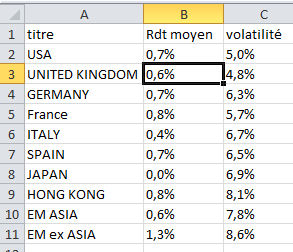 A B C
1 titre Rdt moyen volatilité
2 USA 0,7% 5,0%
3 UNITED KINGDOM 0,6% 4,8%
4 GERMANY 0,7% 6,3%
5 France 0,8% 5,7%
6 ITALY 0,4% 6,7%
7 SPAIN 0,7% 6,5%
8 JAPAN 0,0% 6,9%
9 HONG KONG 0,8% 8,1%
10 EM ASIA 0,6% 7,8%
11 EM ex ASIA 1,3% 8,6%